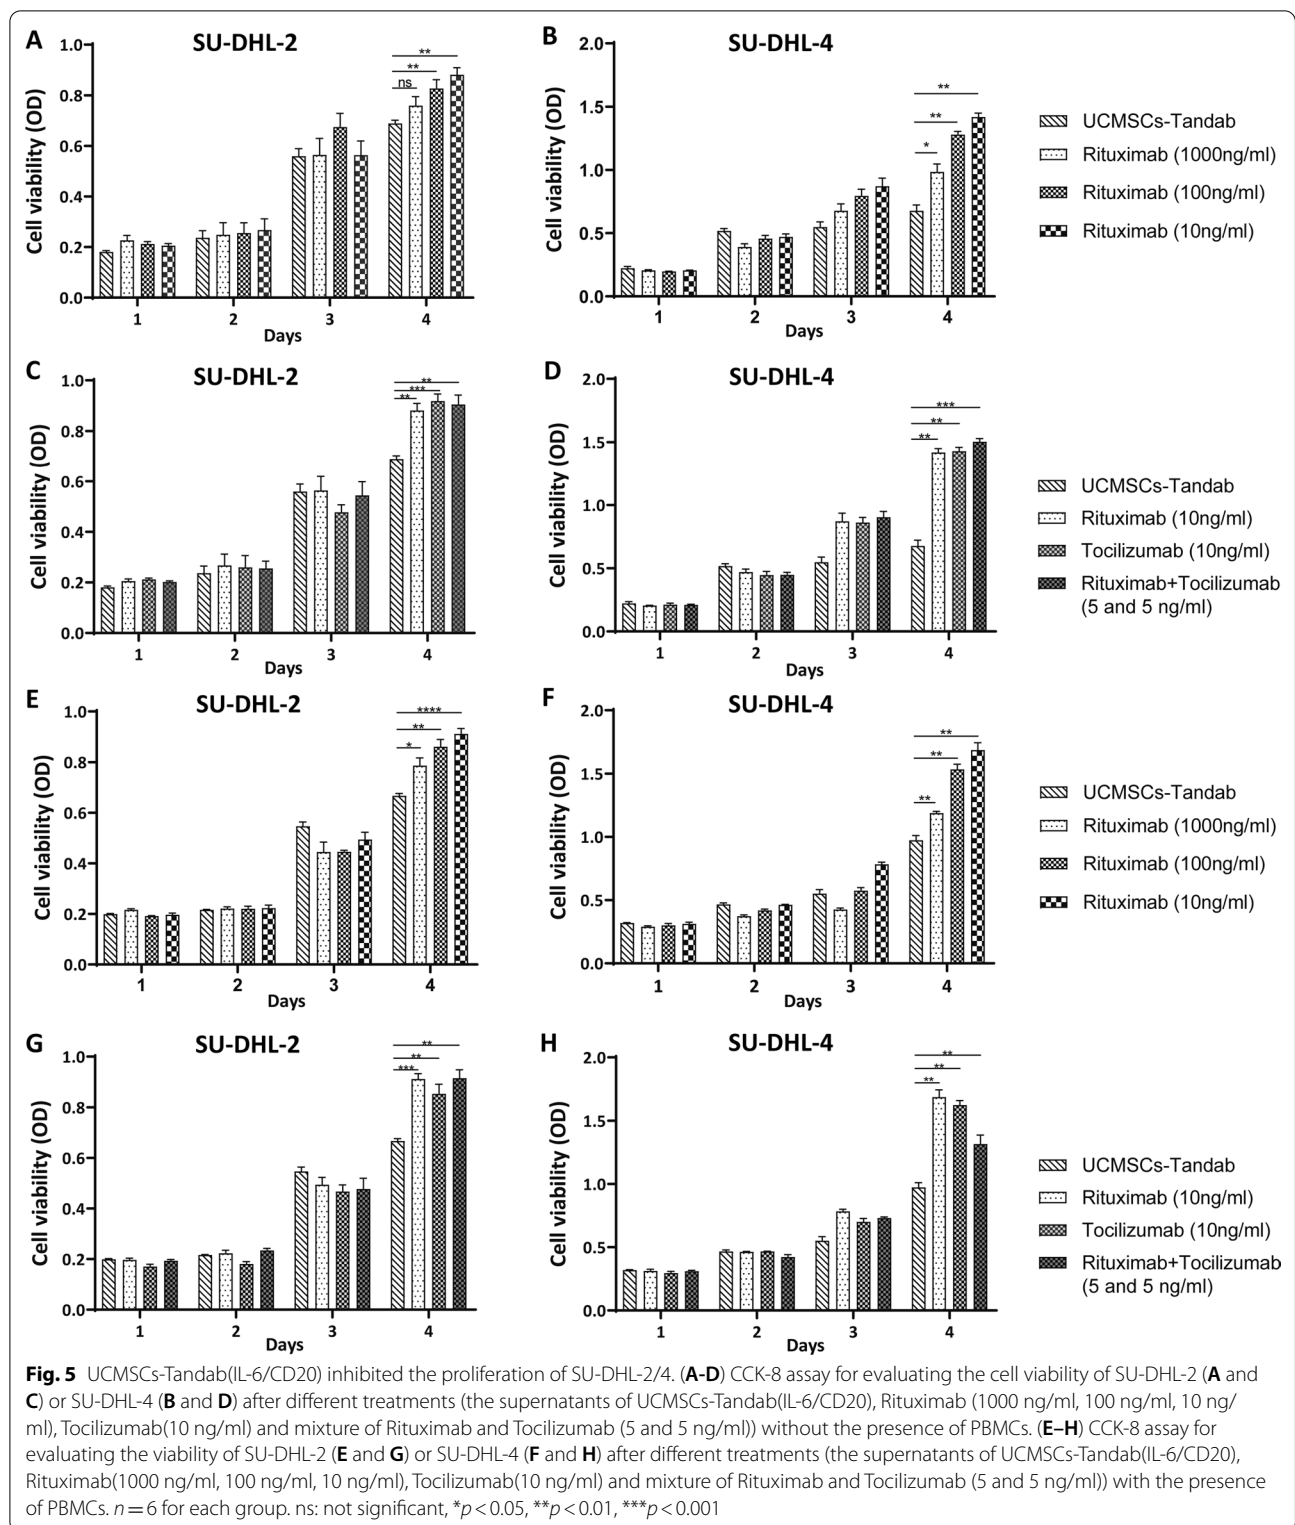 A
SU-DHL-2
Cell viability (OD)
1.0
0.8
0.6
0.4
0.2
0.0
**
**
ns
1 2 3 4
Days
B
SU-DHL-4
Cell viability (OD)
2.0
1.5
1.0
0.5
0.0
**
**
*
1 2 3 4
Days
UCMSCs-Tandab
Rituximab (1000ng/ml)
Rituximab (100ng/ml)
Rituximab (10ng/ml)
C
SU-DHL-2
Cell viability (OD)
1.0
0.8
0.6
0.4
0.2
0.0
**
***
**
1 2 3 4
Days
D
SU-DHL-4
Cell viability (OD)
2.0
1.5
1.0
0.5
0.0
***
**
**
1 2 3 4
Days
UCMSCs-Tandab
Rituximab (10ng/ml)
Tocilizumab (10ng/ml)
Rituximab+Tocilizumab
(5 and 5 ng/ml)
E
SU-DHL-2
Cell viability (OD)
1.0
0.8
0.6
0.4
0.2
0.0
****
**
*
1 2 3 4
Days
F
SU-DHL-4
Cell viability (OD)
2.0
1.5
1.0
0.5
0.0
**
**
**
1 2 3 4
Days
UCMSCs-Tandab
Rituximab (1000ng/ml)
Rituximab (100ng/ml)
Rituximab (10ng/ml)
G
SU-DHL-2
Cell viability (OD)
1.0
0.8
0.6
0.4
0.2
0.0
**
**
***
1 2 3 4
Days
H
SU-DHL-4
Cell viability (OD)
2.0
1.5
1.0
0.5
0.0
**
**
**
1 2 3 4
Days
UCMSCs-Tandab
Rituximab (10ng/ml)
Tocilizumab (10ng/ml)
Rituximab+Tocilizumab
(5 and 5 ng/ml)
Fig. 5 UCMSCs-Tandab(IL-6/CD20) inhibited the proliferation of SU-DHL-2/4. (A-D) CCK-8 assay for evaluating the cell viability of SU-DHL-2 (A and
C) or SU-DHL-4 (B and D) after different treatments (the supernatants of UCMSCs-Tandab(IL-6/CD20), Rituximab (1000 ng/ml, 100 ng/ml, 10 ng/
ml), Tocilizumab(10 ng/ml) and mixture of Rituximab and Tocilizumab (5 and 5 ng/ml)) without the presence of PBMCs. (E–H) CCK-8 assay for
evaluating the viability of SU-DHL-2 (E and G) or SU-DHL-4 (F and H) after different treatments (the supernatants of UCMSCs-Tandab(IL-6/CD20),
Rituximab(1000 ng/ml, 100 ng/ml, 10 ng/ml), Tocilizumab(10 ng/ml) and mixture of Rituximab and Tocilizumab (5 and 5 ng/ml)) with the presence
of PBMCs. n = 6 for each group. ns: not significant, *p < 0.05, **p < 0.01, ***p < 0.001